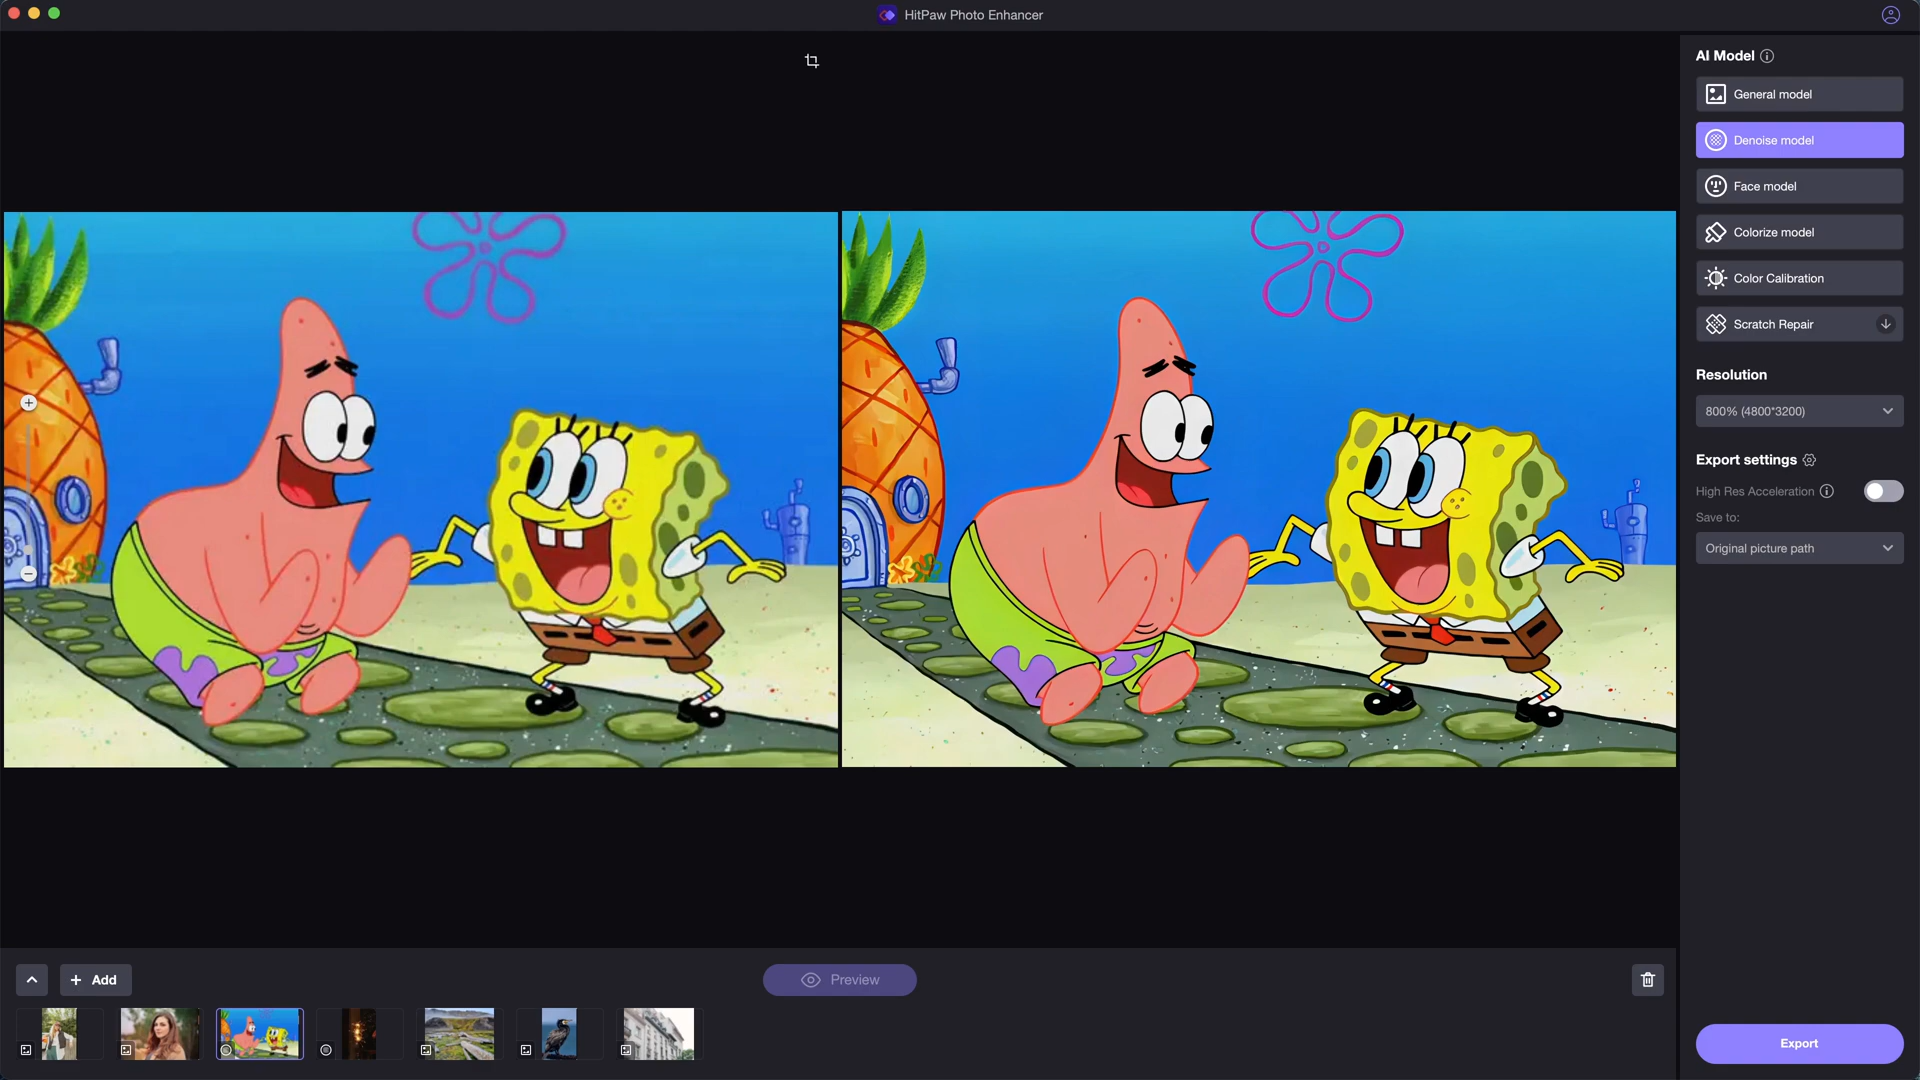 HitPaw Photo Enhancer
AI Model
General model
Denoise model
Face model
Colorize model
Color Calibration
Scratch Repair
Resolution
800% (4800*3200)
Export settings
High Res Acceleration
Save to:
Original picture path
+ Add
Preview
Export